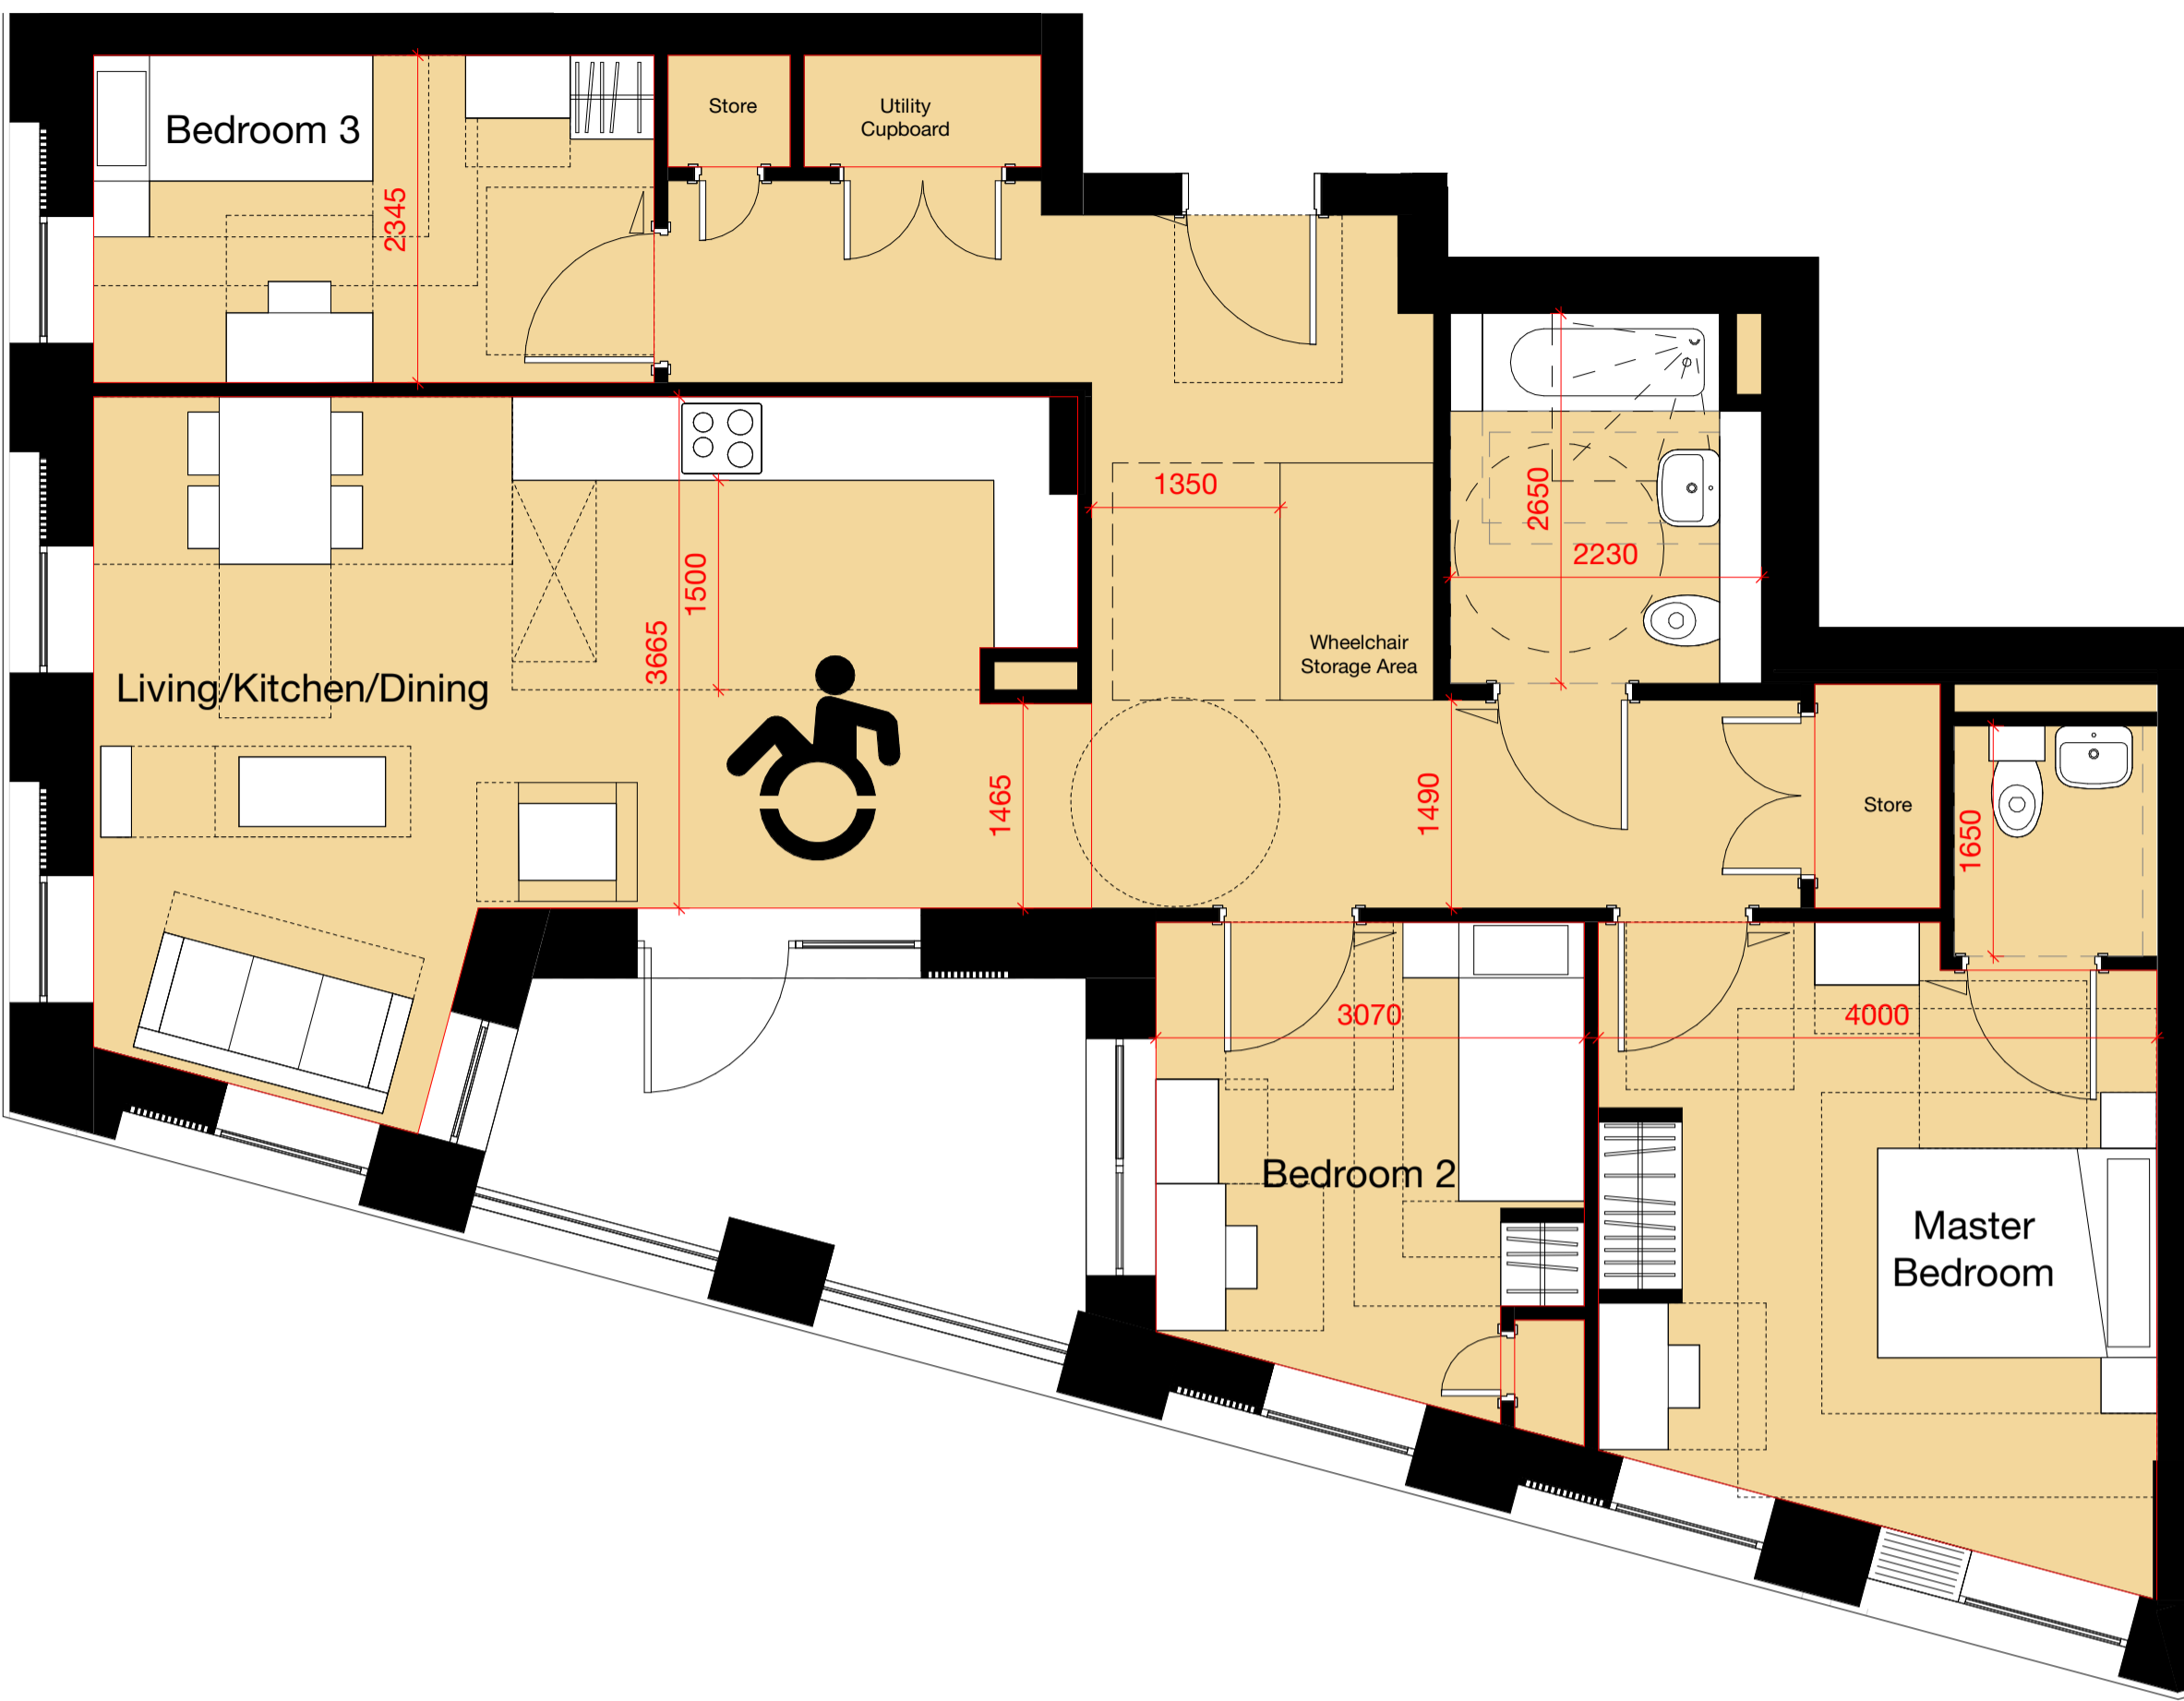 Bedroom 3
Store
Utility
Cupboard
2345
1350
2650
2230
1500
3665
Wheelchair
Storage Area
Living/Kitchen/Dining
1465
1490
Store
1650
3070
4000
Bedroom 2
Master
Bedroom